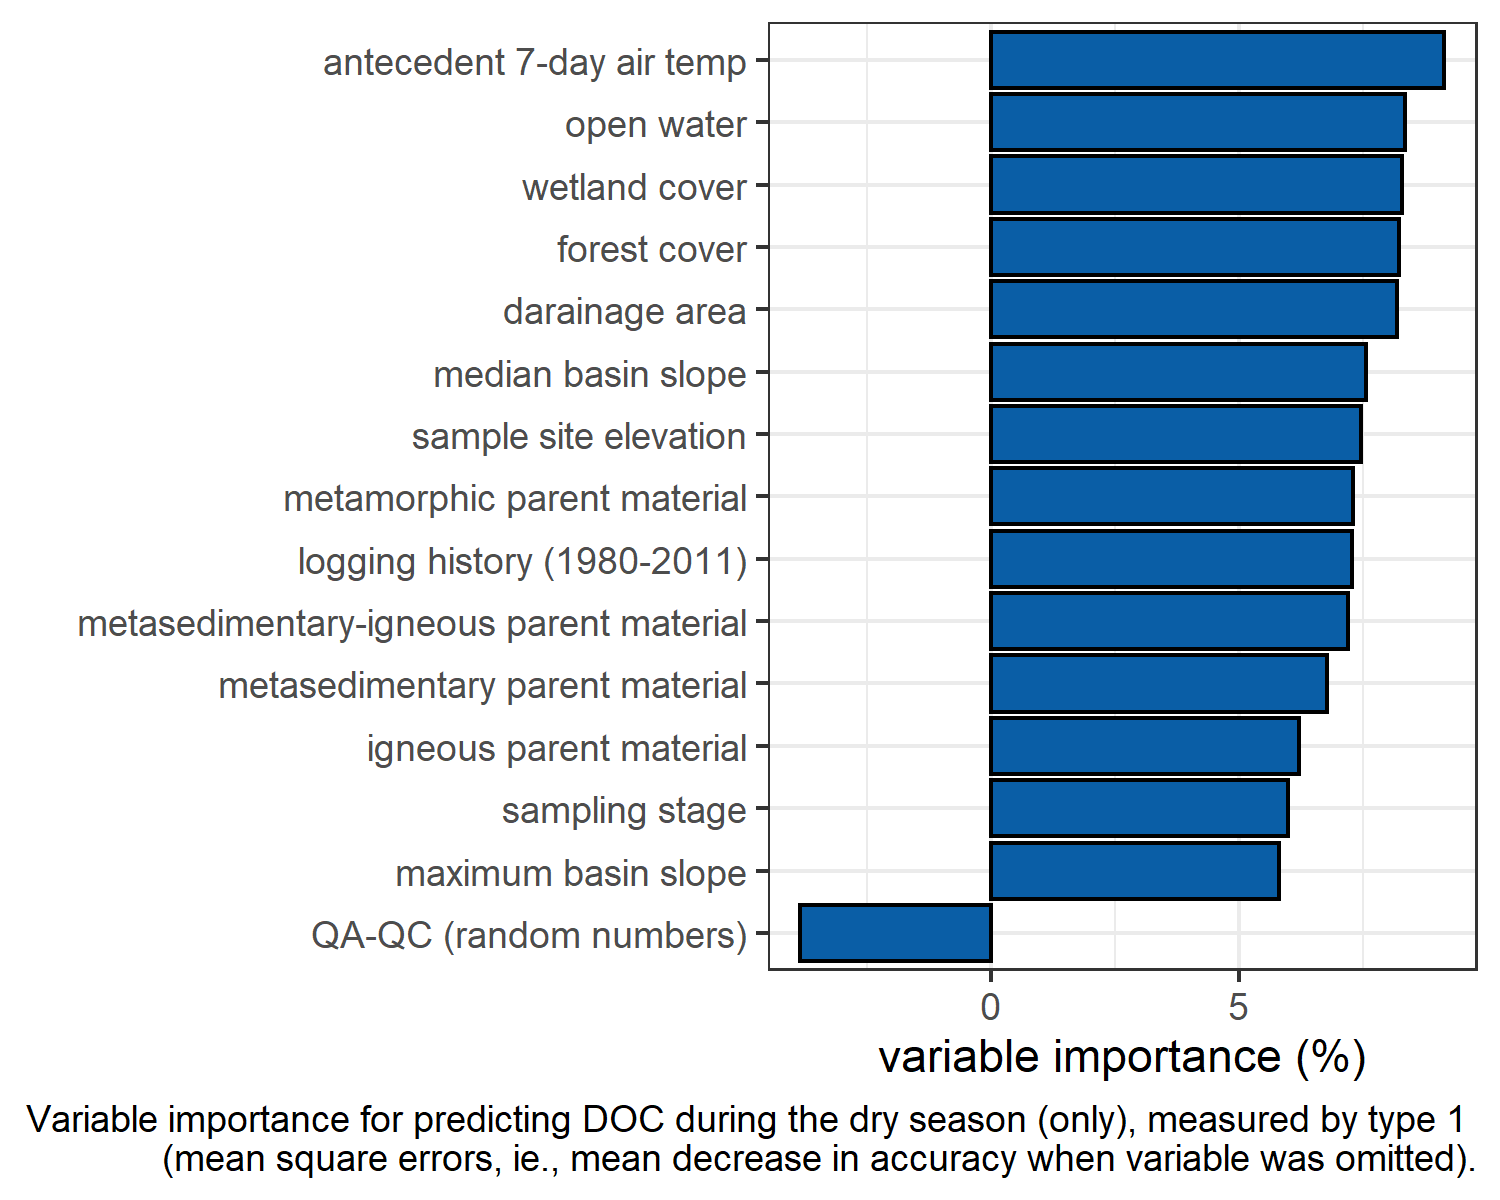 antecedent 7-day air temp
open water
wetland cover
forest cover
darainage area
median basin slope
sample site elevation
metamorphic parent material
logging history (1980-2011)
metasedimentary-igneous parent material
metasedimentary parent material
igneous parent material
sampling stage
maximum basin slope
QA-QC (random numbers)
0 5
variable importance (%)
Variable importance for predicting DOC during the dry season (only), measured by type 1
(mean square errors, ie., mean decrease in accuracy when variable was omitted).